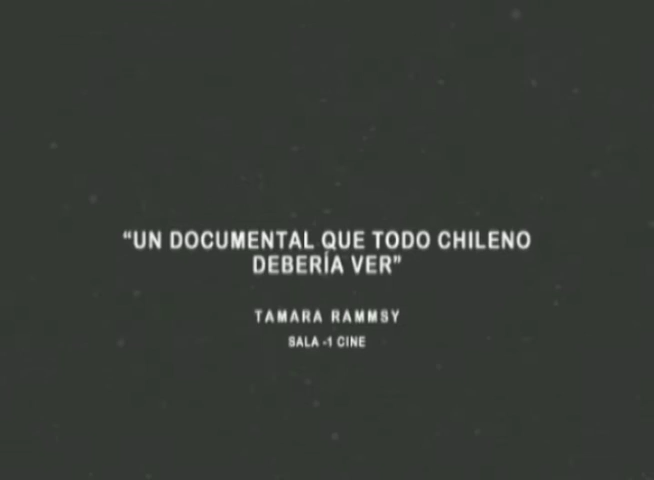 “UN DOCUMENTAL QUE TODO CHILENO
DEBERÍA VER”
TAMARA RAMMSY
SALA -1 CINE